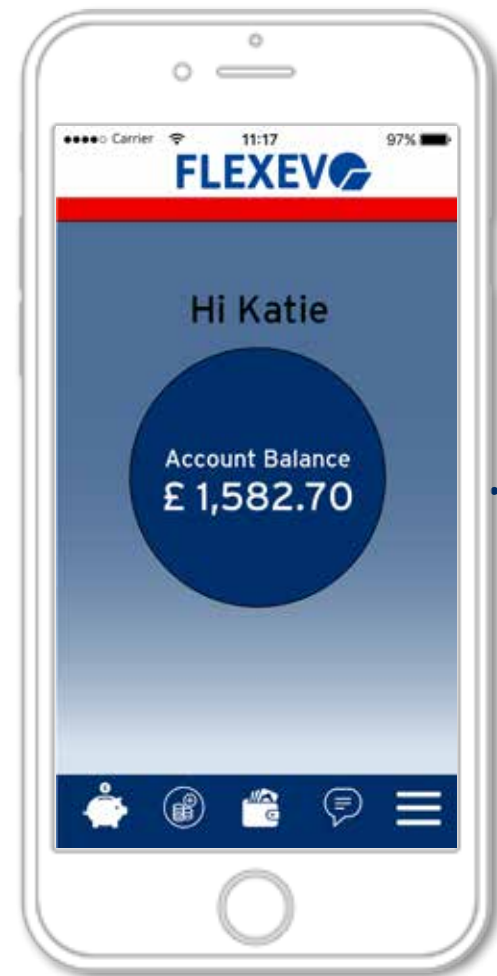 Carrier 11:17 97%
FLEXEVO
Hi Katie
Account Balance
£ 1,582.70